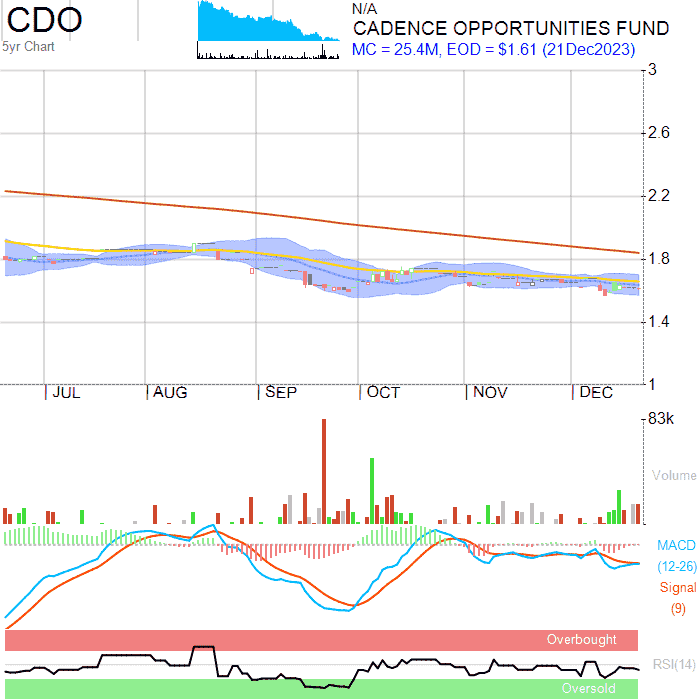 CDO
5yr Chart
N/A
CADENCE OPPORTUNITIES FUND
MC = 25.4M, EOD = $1.61 (21Dec2023)
3
2.6
2.2
1.8
1.4
1
JUL AUG SEP OCT NOV DEC
83k
Volume
MACD
(12-26)
Signal
(9)
Overbought
RSI(14)
Oversold